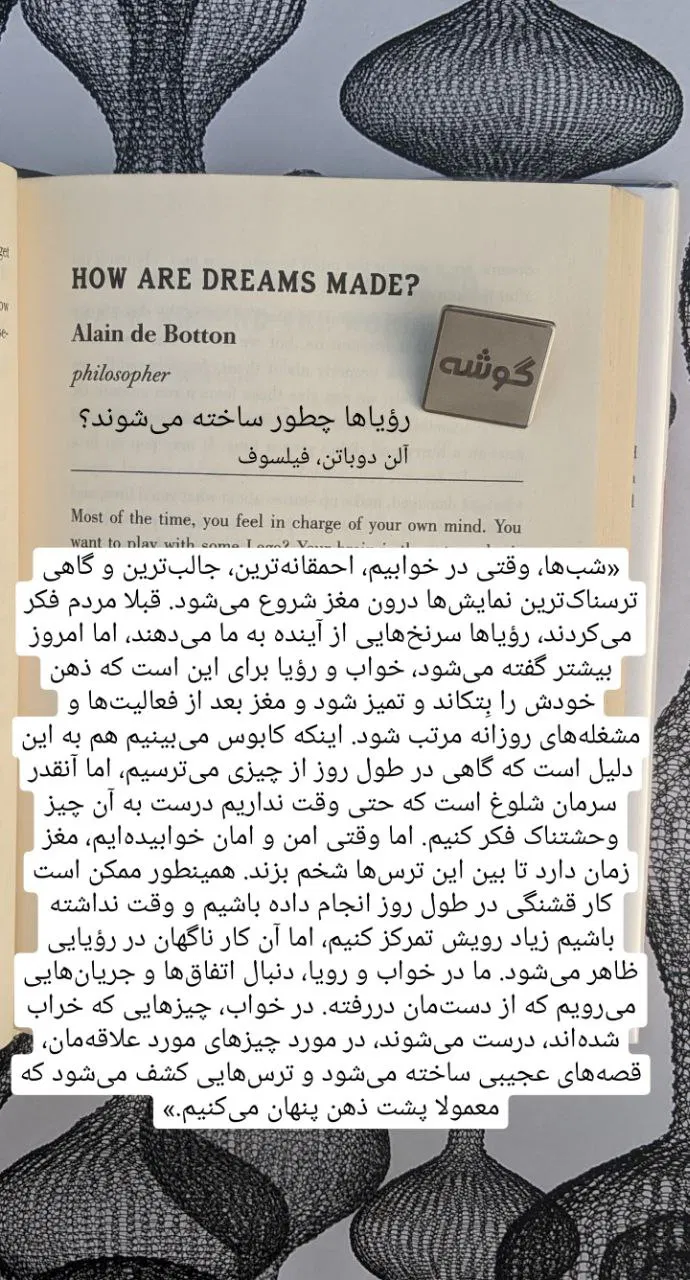 HOW ARE DREAMS MADE?
Alain de Botton
philosopher
گوشه
رؤیاها چطور ساخته می‌شوند؟
آلن دوباتن، فیلسوف
Most of the time, you feel in charge of your own mind. You
want to play with some Lego? Your brain is there
«شب‌ها، وقتی در خوابیم، احمقانه‌ترین، جالب‌ترین و گاهی
ترسناک‌ترین نمایش‌ها درون مغز شروع می‌شود. قبلا مردم فکر
می‌کردند، رؤیاها سرنخ‌هایی از آینده به ما می‌دهند، اما امروز
بیشتر گفته می‌شود، خواب و رؤیا برای این است که ذهن
خودش را بِتکاند و تمیز شود و مغز بعد از فعالیت‌ها و
مشغله‌های روزانه مرتب شود. اینکه کابوس می‌بینیم هم به این
دلیل است که گاهی در طول روز از چیزی می‌ترسیم، اما آنقدر
سرمان شلوغ است که حتی وقت نداریم درست به آن چیز
وحشتناک فکر کنیم. اما وقتی امن و امان خوابیده‌ایم، مغز
زمان دارد تا بین این ترس‌ها شخم بزند. همینطور ممکن است
کار قشنگی در طول روز انجام داده باشیم و وقت نداشته
باشیم زیاد رویش تمرکز کنیم، اما آن کار ناگهان در رؤیایی
ظاهر می‌شود. ما در خواب و رویا، دنبال اتفاق‌ها و جریان‌هایی
می‌رویم که از دست‌مان دررفته. در خواب، چیزهایی که خراب
شده‌اند، درست می‌شوند، در مورد چیزهای مورد علاقه‌مان،
قصه‌های عجیبی ساخته می‌شود و ترس‌هایی کشف می‌شود که
معمولا پشت ذهن پنهان می‌کنیم.»